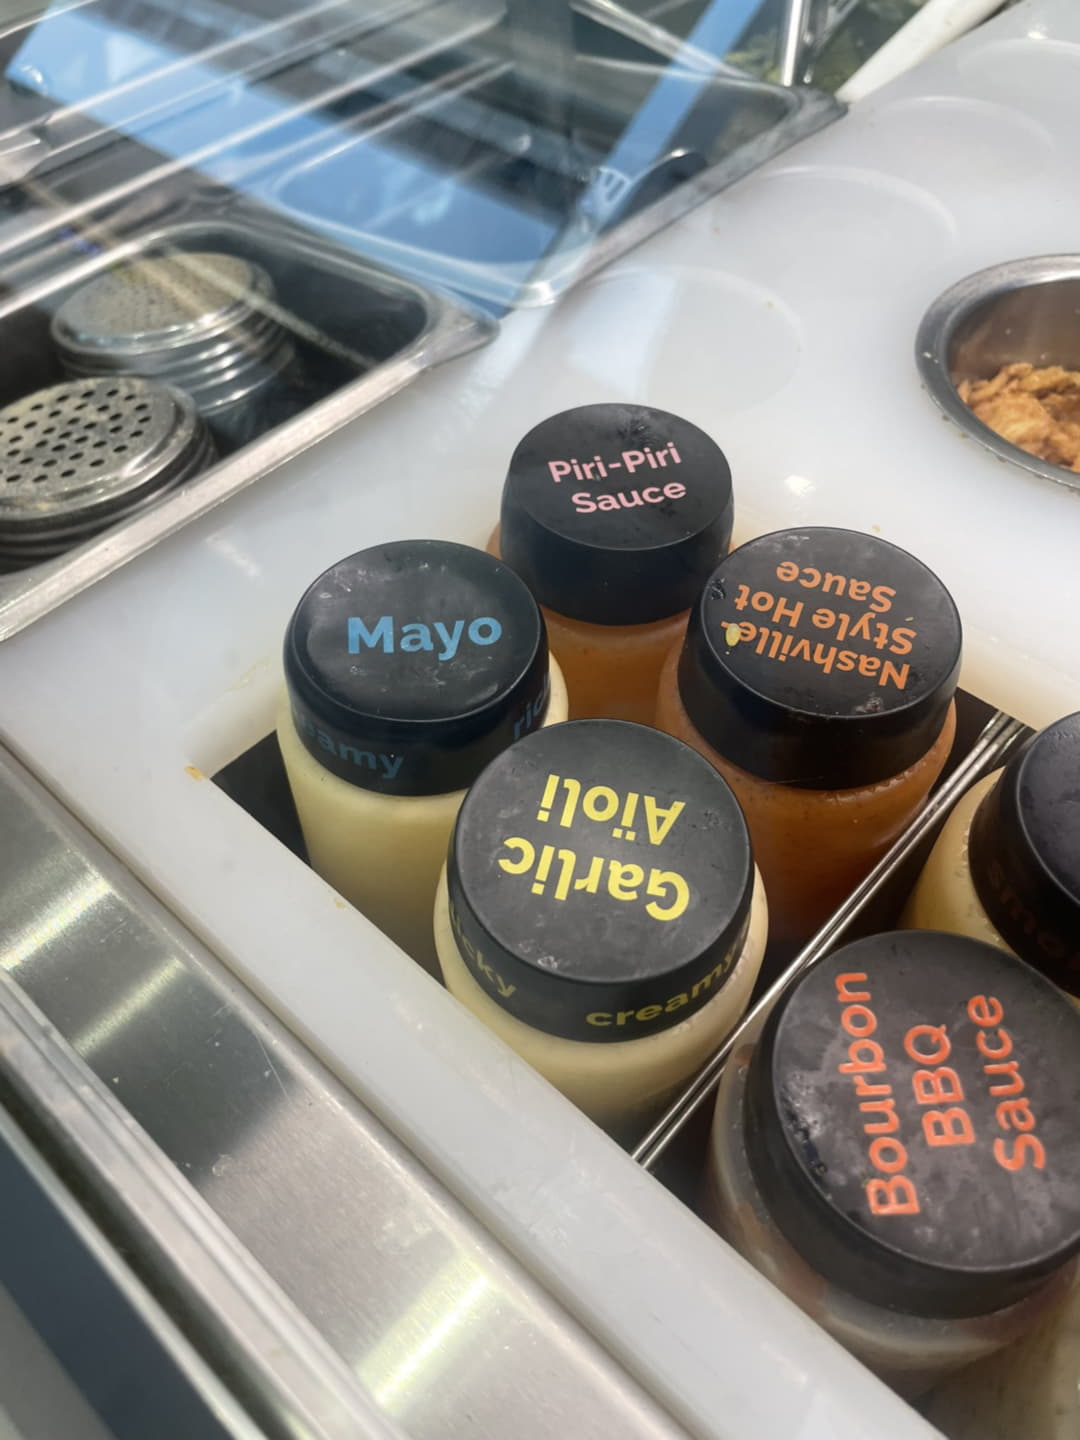 Piri-Piri
Sauce
Mayo
creamy
Nashville-
Style Hot
Sauce
Garlic
Aïoli
creamy
Bourbon
BBQ
Sauce